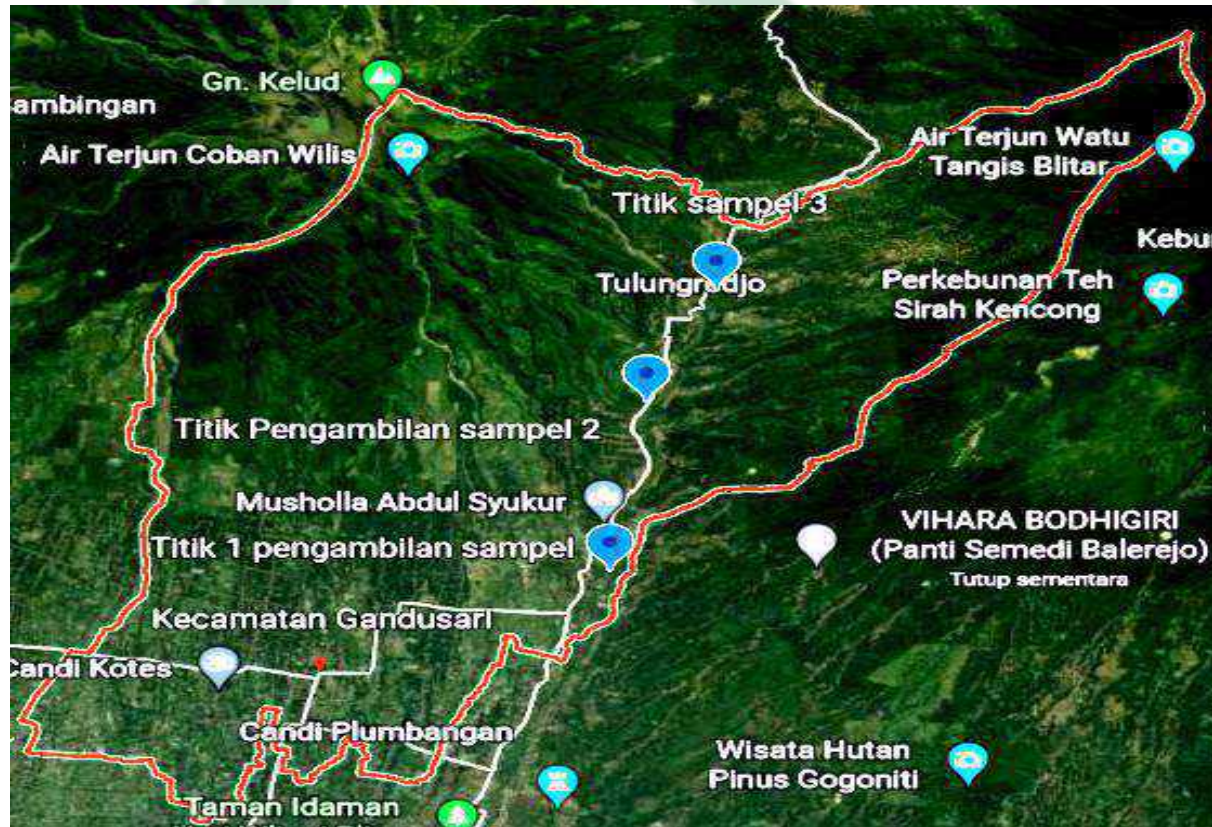 Gn. Kelud
ambingan
Air Terjun Coban Wilis
Air Terjun Watu
Tangis Blitar
Titik sampel 3
Kebu
Tulungredjo
Perkebunan Teh
Sirah Kencong
Titik Pengambilan sampel 2
Musholla Abdul Syukur
VIHARA BODHIGIRI
(Panti Semedi Balerejo)
Tutup sementara
Titik 1 pengambilan sampel
Kecamatan Gandusari
Candi Kotes
Candi Plumbangan
Wisata Hutan
Pinus Gogoniti
Taman Idaman